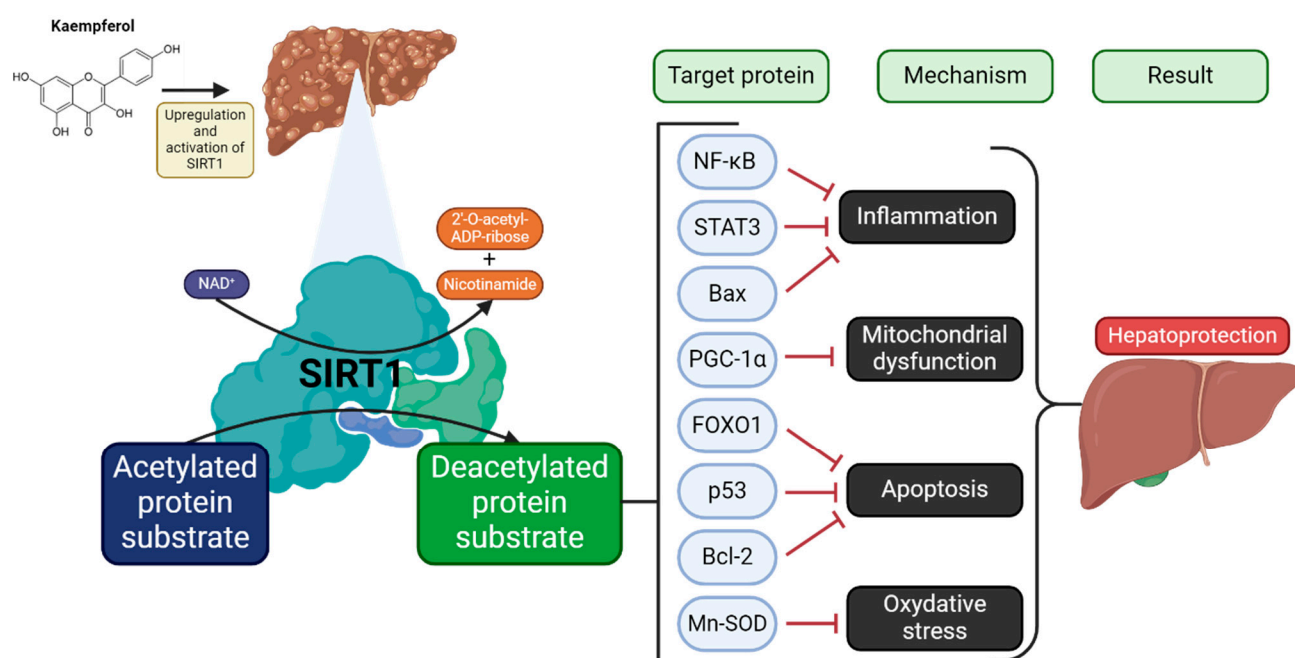 Kaempferol
OH
HO
O
OH
OH
O
Upregulation
and
activation of
SIRT1
NAD⁺
2'-O-acetyl-
ADP-ribose
+
Nicotinamide
SIRT1
Acetylated
protein
substrate
Deacetylated
protein
substrate
Target protein
Mechanism
Result
NF-κB
STAT3
Bax
PGC-1α
FOXO1
p53
Bcl-2
Mn-SOD
Inflammation
Mitochondrial
dysfunction
Apoptosis
Oxydative
stress
Hepatoprotection